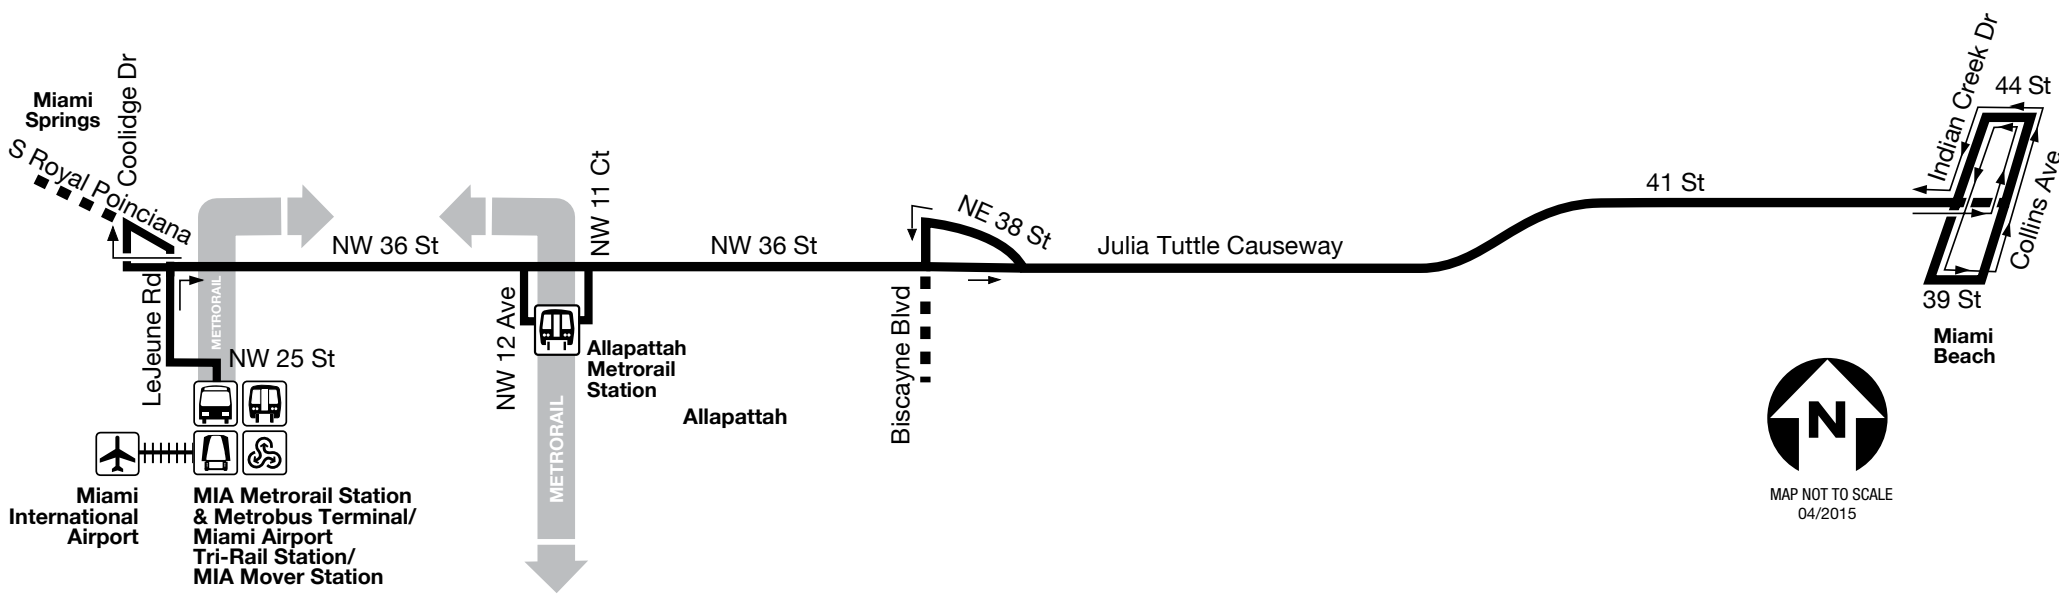 Miami
Springs
Coolidge Dr
S Royal Poinciana
NW 36 St
NW 11 Ct
NW 36 St
NE 38 St
Julia Tuttle Causeway
41 St
Indian Creek Dr
44 St
Collins Ave
39 St
Miami
Beach
LeJeune Rd
METRORAIL
NW 25 St
NW 12 Ave
Allapattah
Metrorail
Station
METRORAIL
Allapattah
Biscayne Blvd
N
MAP NOT TO SCALE
04/2015
Miami
International
Airport
MIA Metrorail Station
& Metrobus Terminal/
Miami Airport
Tri-Rail Station/
MIA Mover Station